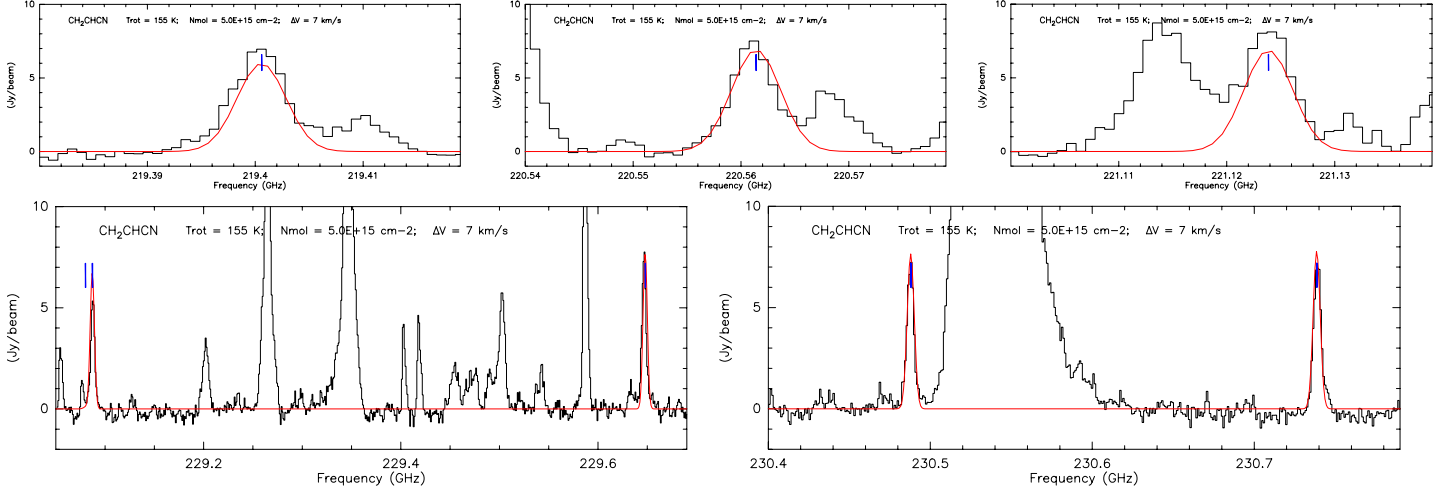 CH2CHCN Trot = 155 K; Nmol = 5.0E+15 cm-2; ΔV = 7 km/s
10
5
0
(Jy/beam)
219.39 219.4 219.41
Frequency (GHz)
CH2CHCN Trot = 155 K; Nmol = 5.0E+15 cm-2; ΔV = 7 km/s
10
5
0
(Jy/beam)
220.54 220.56 220.57
Frequency (GHz)
CH2CHCN Trot = 155 K; Nmol = 5.0E+15 cm-2; ΔV = 7 km/s
10
5
0
(Jy/beam)
221.11 221.12 221.13
Frequency (GHz)
CH2CHCN Trot = 155 K; Nmol = 5.0E+15 cm-2; ΔV = 7 km/s
10
5
0
(Jy/beam)
229.2 229.4 229.6
Frequency (GHz)
CH2CHCN Trot = 155 K; Nmol = 5.0E+15 cm-2; ΔV = 7 km/s
10
5
0
(Jy/beam)
230.4 230.5 230.6 230.7
Frequency (GHz)